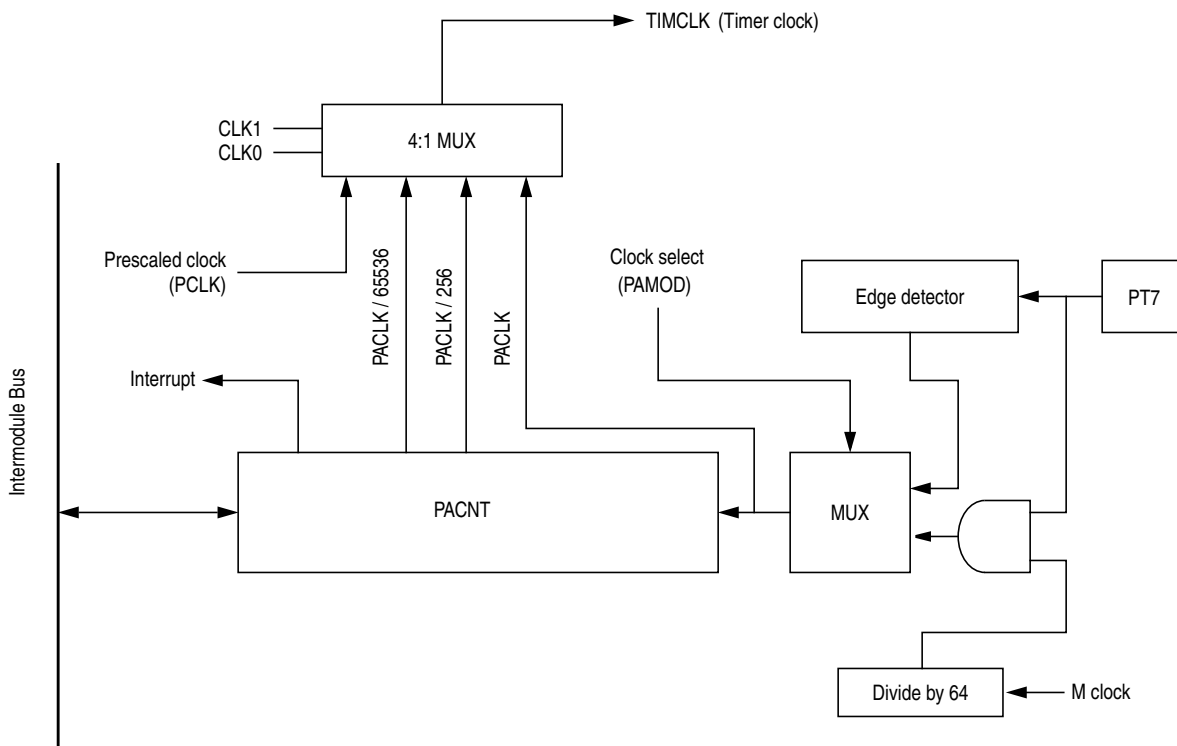 TIMCLK (Timer clock)
CLK1
CLK0
4:1 MUX
Prescaled clock
(PCLK)
PACLK / 65536
PACLK / 256
PACLK
Clock select
(PAMOD)
Edge detector
PT7
Interrupt
Intermodule Bus
PACNT
MUX
Divide by 64
M clock